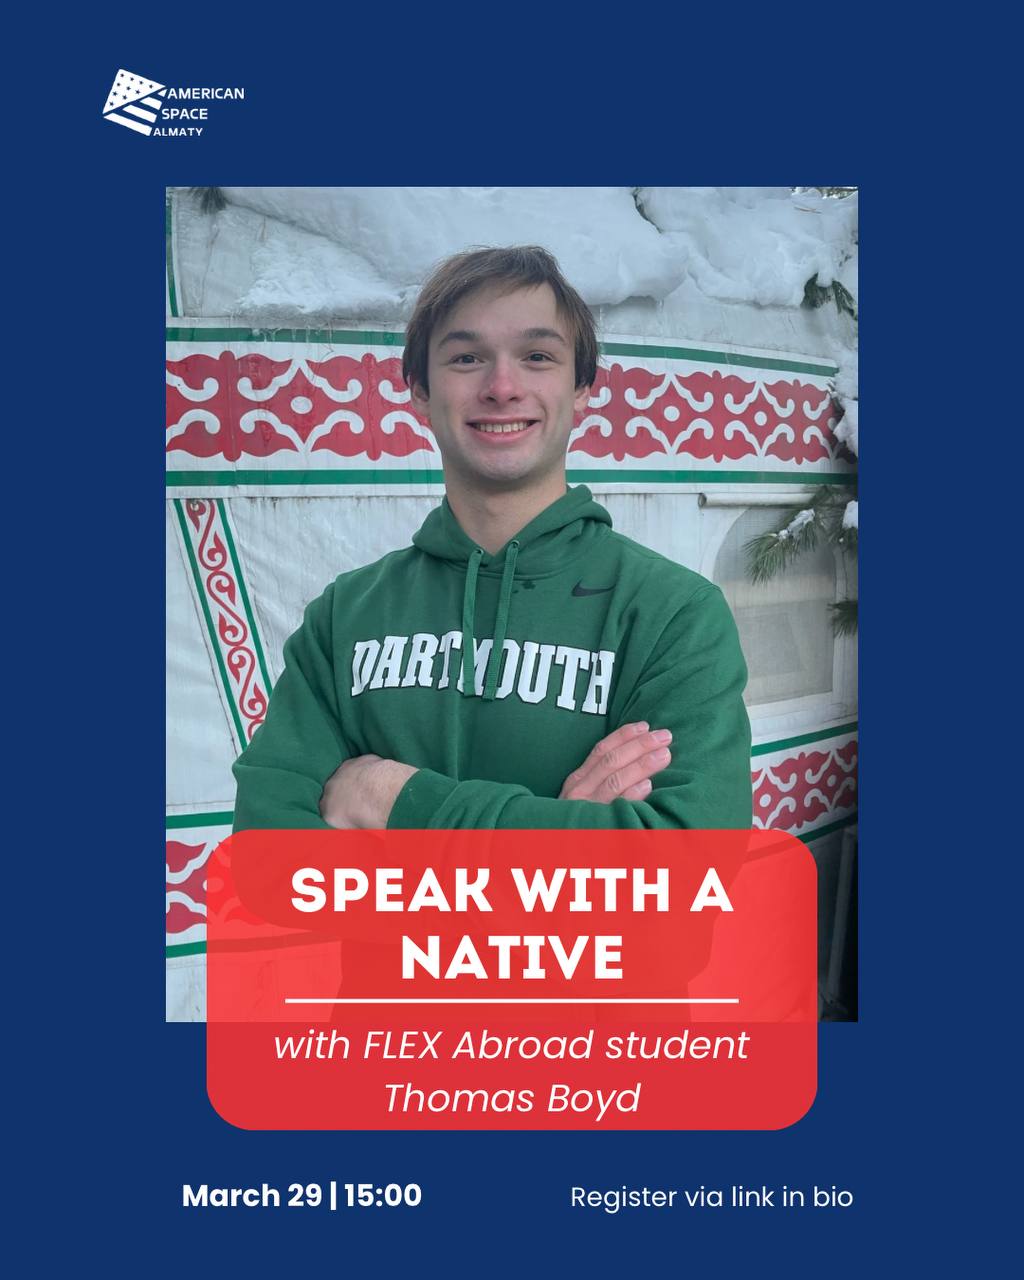 AMERICAN
SPACE
ALMATY
DARTMOUTH
SPEAK WITH A
NATIVE
with FLEX Abroad student
Thomas Boyd
March 29 | 15:00
Register via link in bio